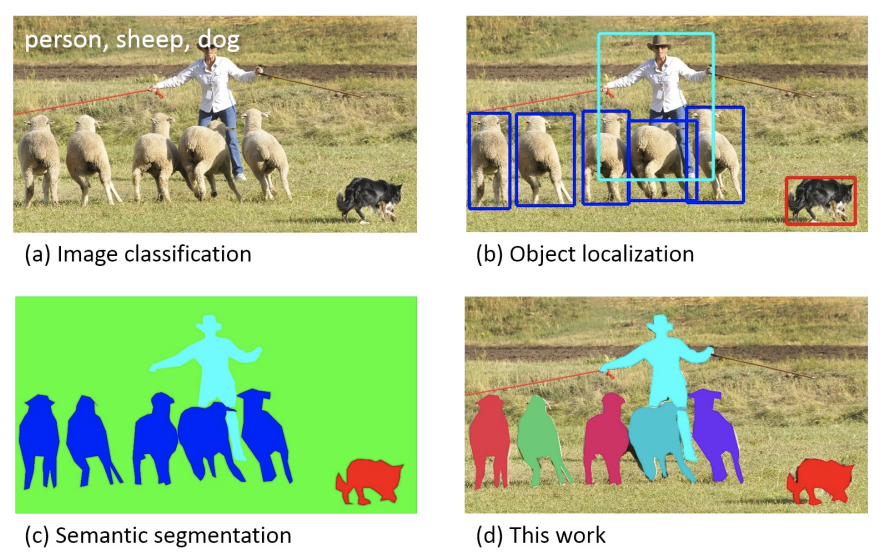 person, sheep, dog
(a) Image classification
(b) Object localization
(c) Semantic segmentation
(d) This work